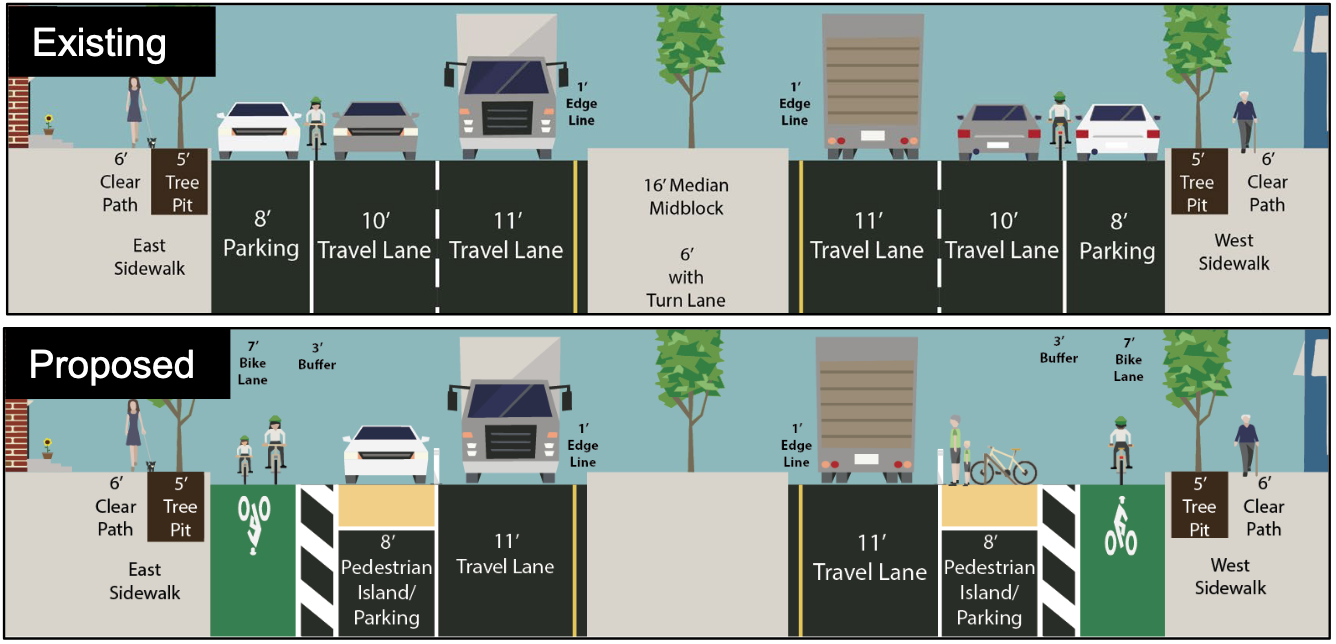 Existing
1’
Edge
Line
1’
Edge
Line
6’
Clear
Path
5’
Tree
Pit
East
Sidewalk
8’
Parking
10’
Travel Lane
11’
Travel Lane
16’ Median
Midblock
6’
with
Turn Lane
11’
Travel Lane
10’
Travel Lane
8’
Parking
5’
Tree
Pit
6’
Clear
Path
West
Sidewalk
Proposed
7’
Bike
Lane
3’
Buffer
3’
Buffer
7’
Bike
Lane
1’
Edge
Line
1’
Edge
Line
6’
Clear
Path
5’
Tree
Pit
East
Sidewalk
8’
Pedestrian
Island/
Parking
11’
Travel Lane
11’
Travel Lane
8’
Pedestrian
Island/
Parking
5’
Tree
Pit
6’
Clear
Path
West
Sidewalk